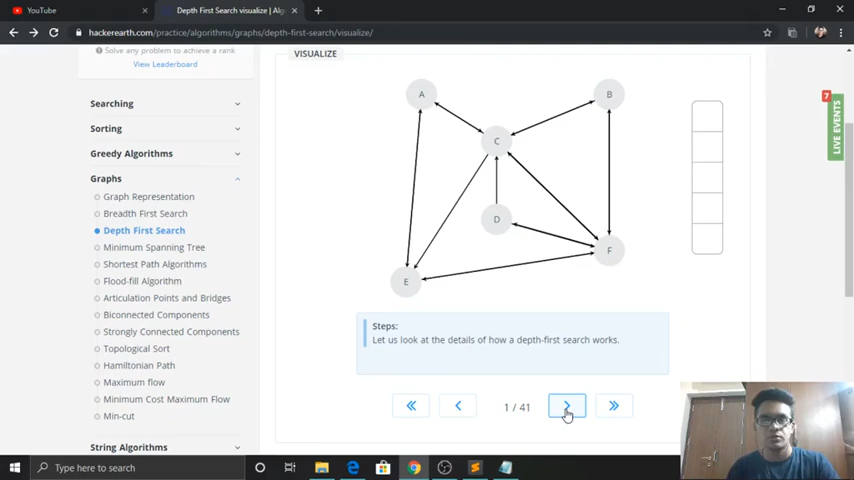 YouTube
Depth First Search visualize | Alg
hackerearth.com/practice/algorithms/graphs/depth-first-search/visualize/
Solve any problem to achieve a rank
View Leaderboard
Searching
Sorting
Greedy Algorithms
Graphs
Graph Representation
Breadth First Search
Depth First Search
Minimum Spanning Tree
Shortest Path Algorithms
Flood-fill Algorithm
Articulation Points and Bridges
Biconnected Components
Strongly Connected Components
Topological Sort
Hamiltonian Path
Maximum flow
Minimum Cost Maximum Flow
Min-cut
String Algorithms
VISUALIZE
A
B
C
D
F
E
Steps:
Let us look at the details of how a depth-first search works.
1 / 41
7
LIVE EVENTS
Type here to search